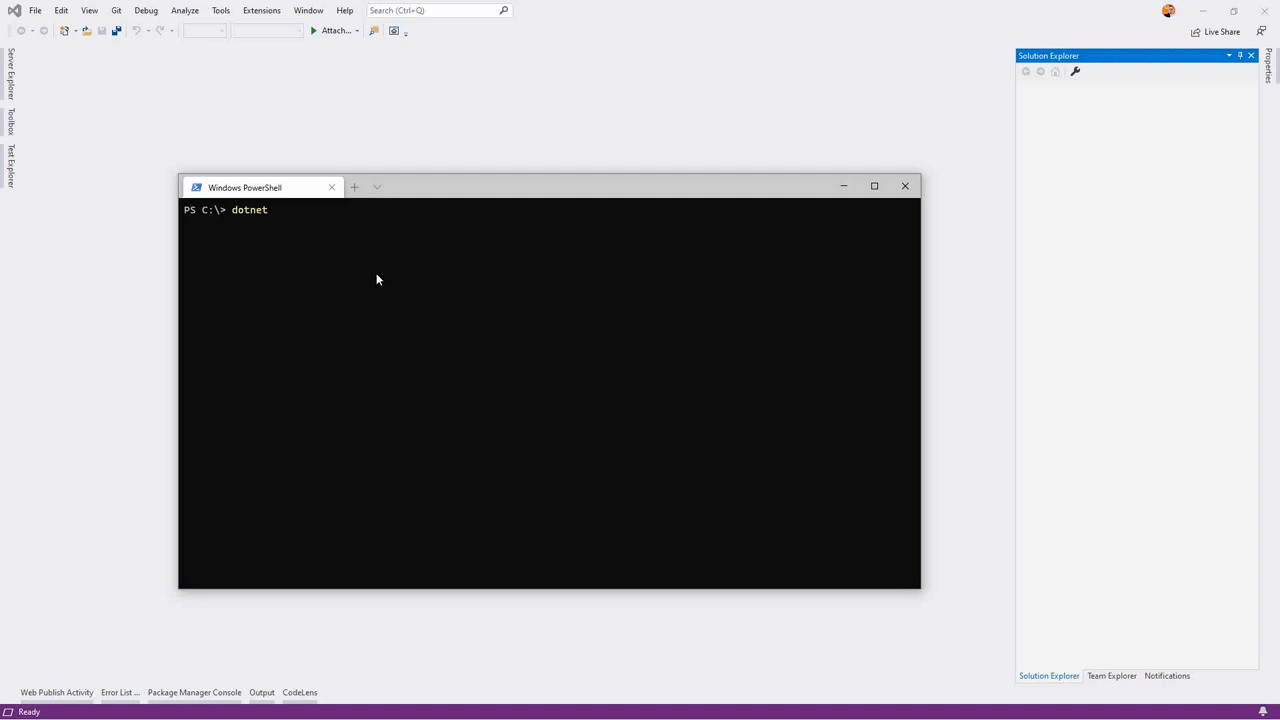 File Edit View Git Debug Analyze Tools Extensions Window Help Search (Ctrl+Q)
Attach...
Live Share
Server Explorer
Toolbox
Test Explorer
Solution Explorer
Properties
Windows PowerShell
PS C:\> dotnet
Solution Explorer Team Explorer Notifications
Web Publish Activity Error List ... Package Manager Console Output CodeLens
Ready